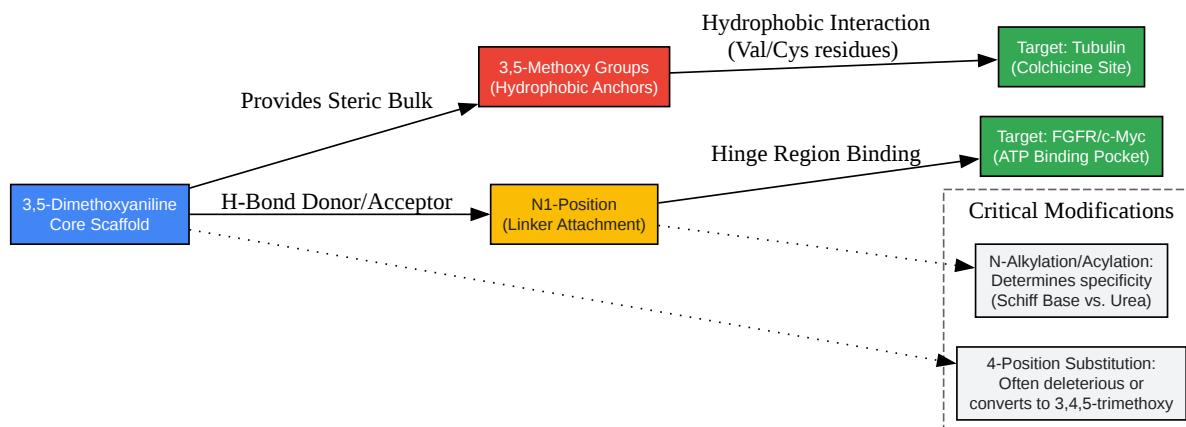 Hydrophobic Interaction
(Val/Cys residues)
3,5-Methoxy Groups
(Hydrophobic Anchors)
Target: Tubulin
(Colchicine Site)
Provides Steric Bulk
Target: FGFR/c-Myc
(ATP Binding Pocket)
Hinge Region Binding
3,5-Dimethoxyaniline
Core Scaffold
H-Bond Donor/Acceptor
N1-Position
(Linker Attachment)
Critical Modifications
N-Alkylation/Acylation:
Determines specificity
(Schiff Base vs. Urea)
4-Position Substitution:
Often deleterious or
converts to 3,4,5-trimethoxy